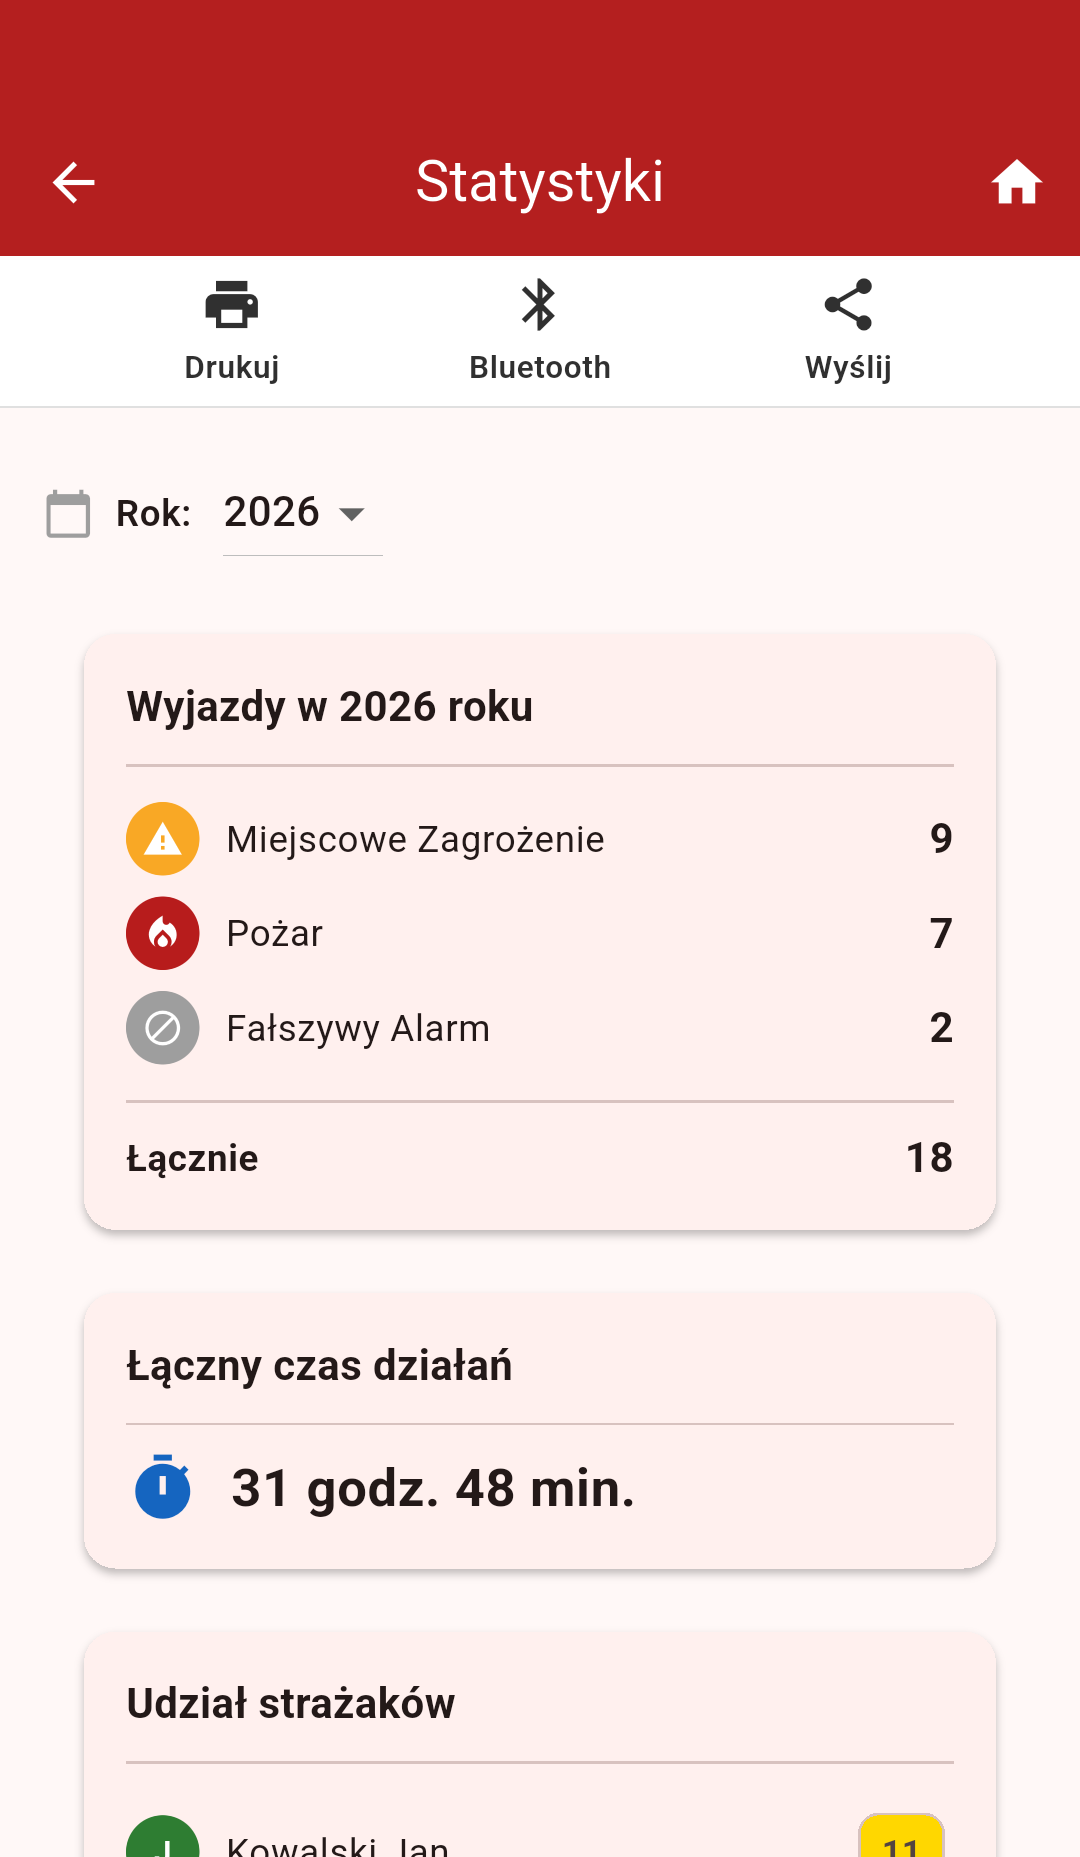 Statystyki
Drukuj
Bluetooth
Wyślij
Rok: 2026
Wyjazdy w 2026 roku
Miejscowe Zagrożenie 9
Pożar 7
Fałszywy Alarm 2
Łącznie 18
Łączny czas działań
31 godz. 48 min.
Udział strażaków
J Kowalski Jan 11